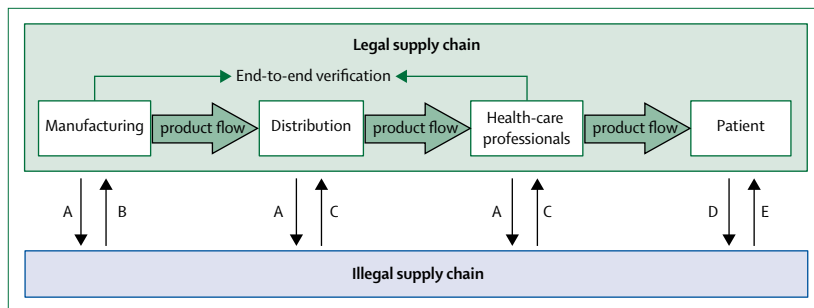 Legal supply chain
End-to-end verification
Manufacturing
product flow
Distribution
product flow
Health-care
professionals
product flow
Patient
A
B
A
C
A
C
D
E
Illegal supply chain